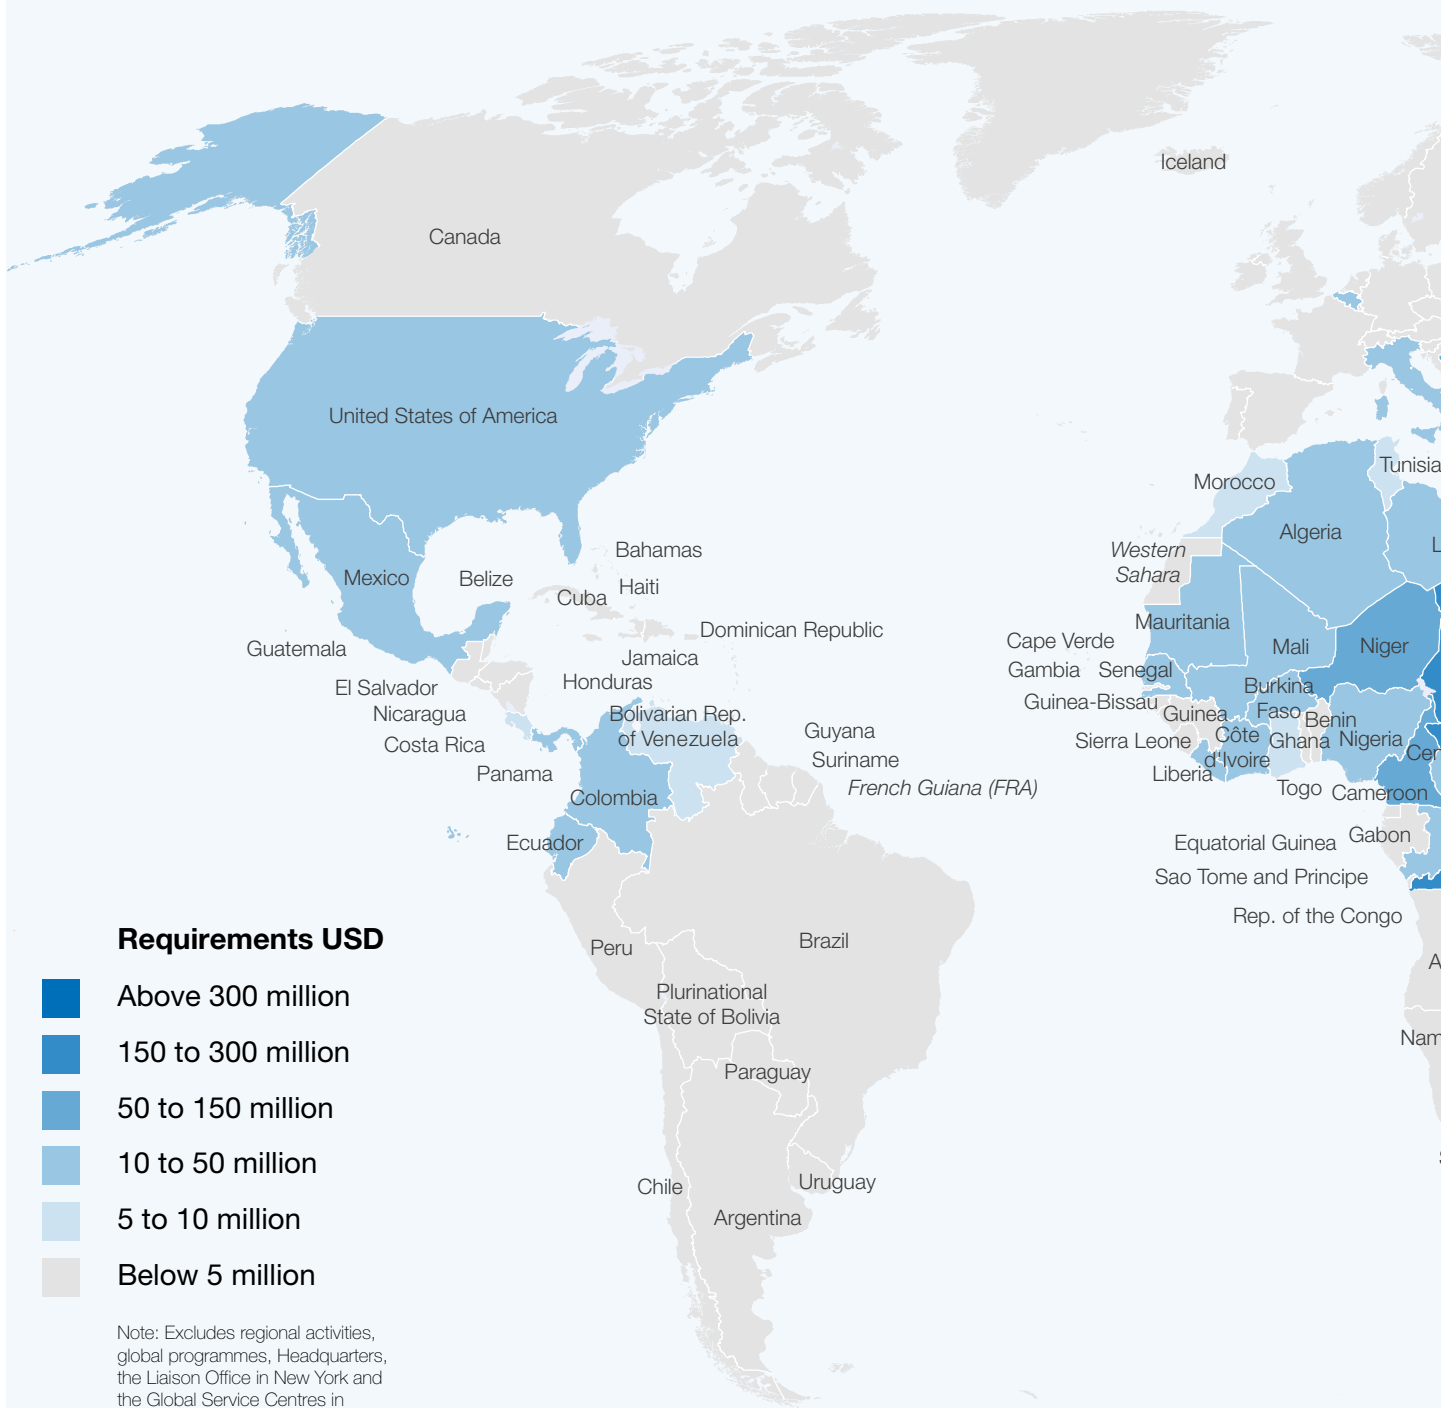 Iceland
Canada
United States of America
Tunisia
Morocco
Algeria
L
Bahamas
Western
Sahara
Mexico
Belize
Haiti
Cuba
Mauritania
Dominican Republic
Cape Verde
Guatemala
Mali
Niger
Jamaica
Gambia
Senegal
Honduras
El Salvador
Burkina
Faso
Guinea-Bissau
Nicaragua
Bolivarian Rep.
of Venezuela
Guinea
Benin
Guyana
Côte
d'Ivoire
Costa Rica
Sierra Leone
Ghana
Nigeria
Cen
Suriname
Panama
Liberia
French Guiana (FRA)
Togo
Cameroon
Colombia
Gabon
Ecuador
Equatorial Guinea
Sao Tome and Principe
Rep. of the Congo
Requirements USD
Peru
Brazil
A
Above 300 million
Plurinational
State of Bolivia
Nam
150 to 300 million
Paraguay
50 to 150 million
10 to 50 million
Chile
Uruguay
5 to 10 million
Argentina
Below 5 million
Note: Excludes regional activities,
global programmes, Headquarters,
the Liaison Office in New York and
the Global Service Centres in